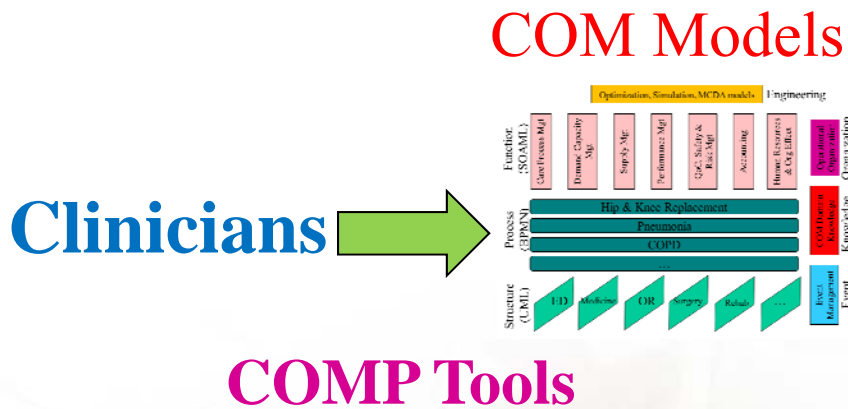 COM Models
Optimization, Simulation, MCDA models
Engineering
Function
(SOAML)
Care Process Mgt
Demand Capacity
Mgt
Supply Mgt
Performance Mgt
QoC, Safety &
Risk Mgt
Accounting
Human Resources
& Org Effect
Operational
Organization
Organization
Clinicians
Process
(BPMN)
Hip & Knee Replacement
Pneumonia
COPD
...
COM Domain
Knowledge
Knowledge
Structure
(UML)
ED
Medicine
OR
Surgery
Rehab
...
Event
Management
Event
COMP Tools